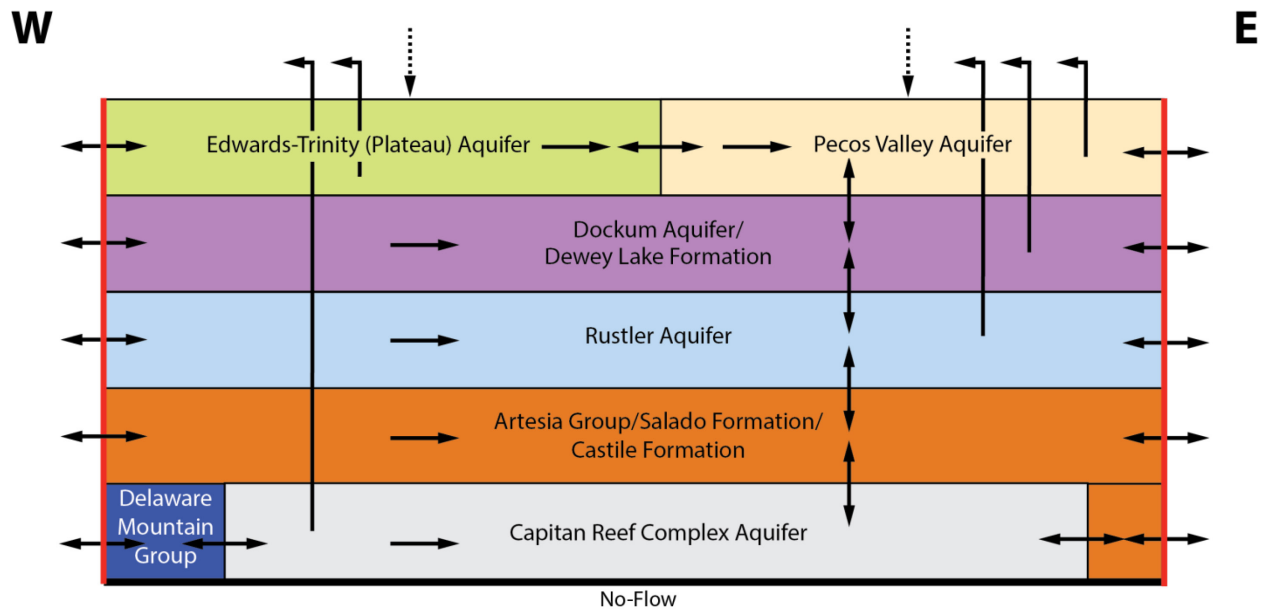 W
E
Edwards-Trinity (Plateau) Aquifer
Pecos Valley Aquifer
Dockum Aquifer/
Dewey Lake Formation
Rustler Aquifer
Artesia Group/Salado Formation/
Castile Formation
Delaware
Mountain
Group
Capitan Reef Complex Aquifer
No-Flow